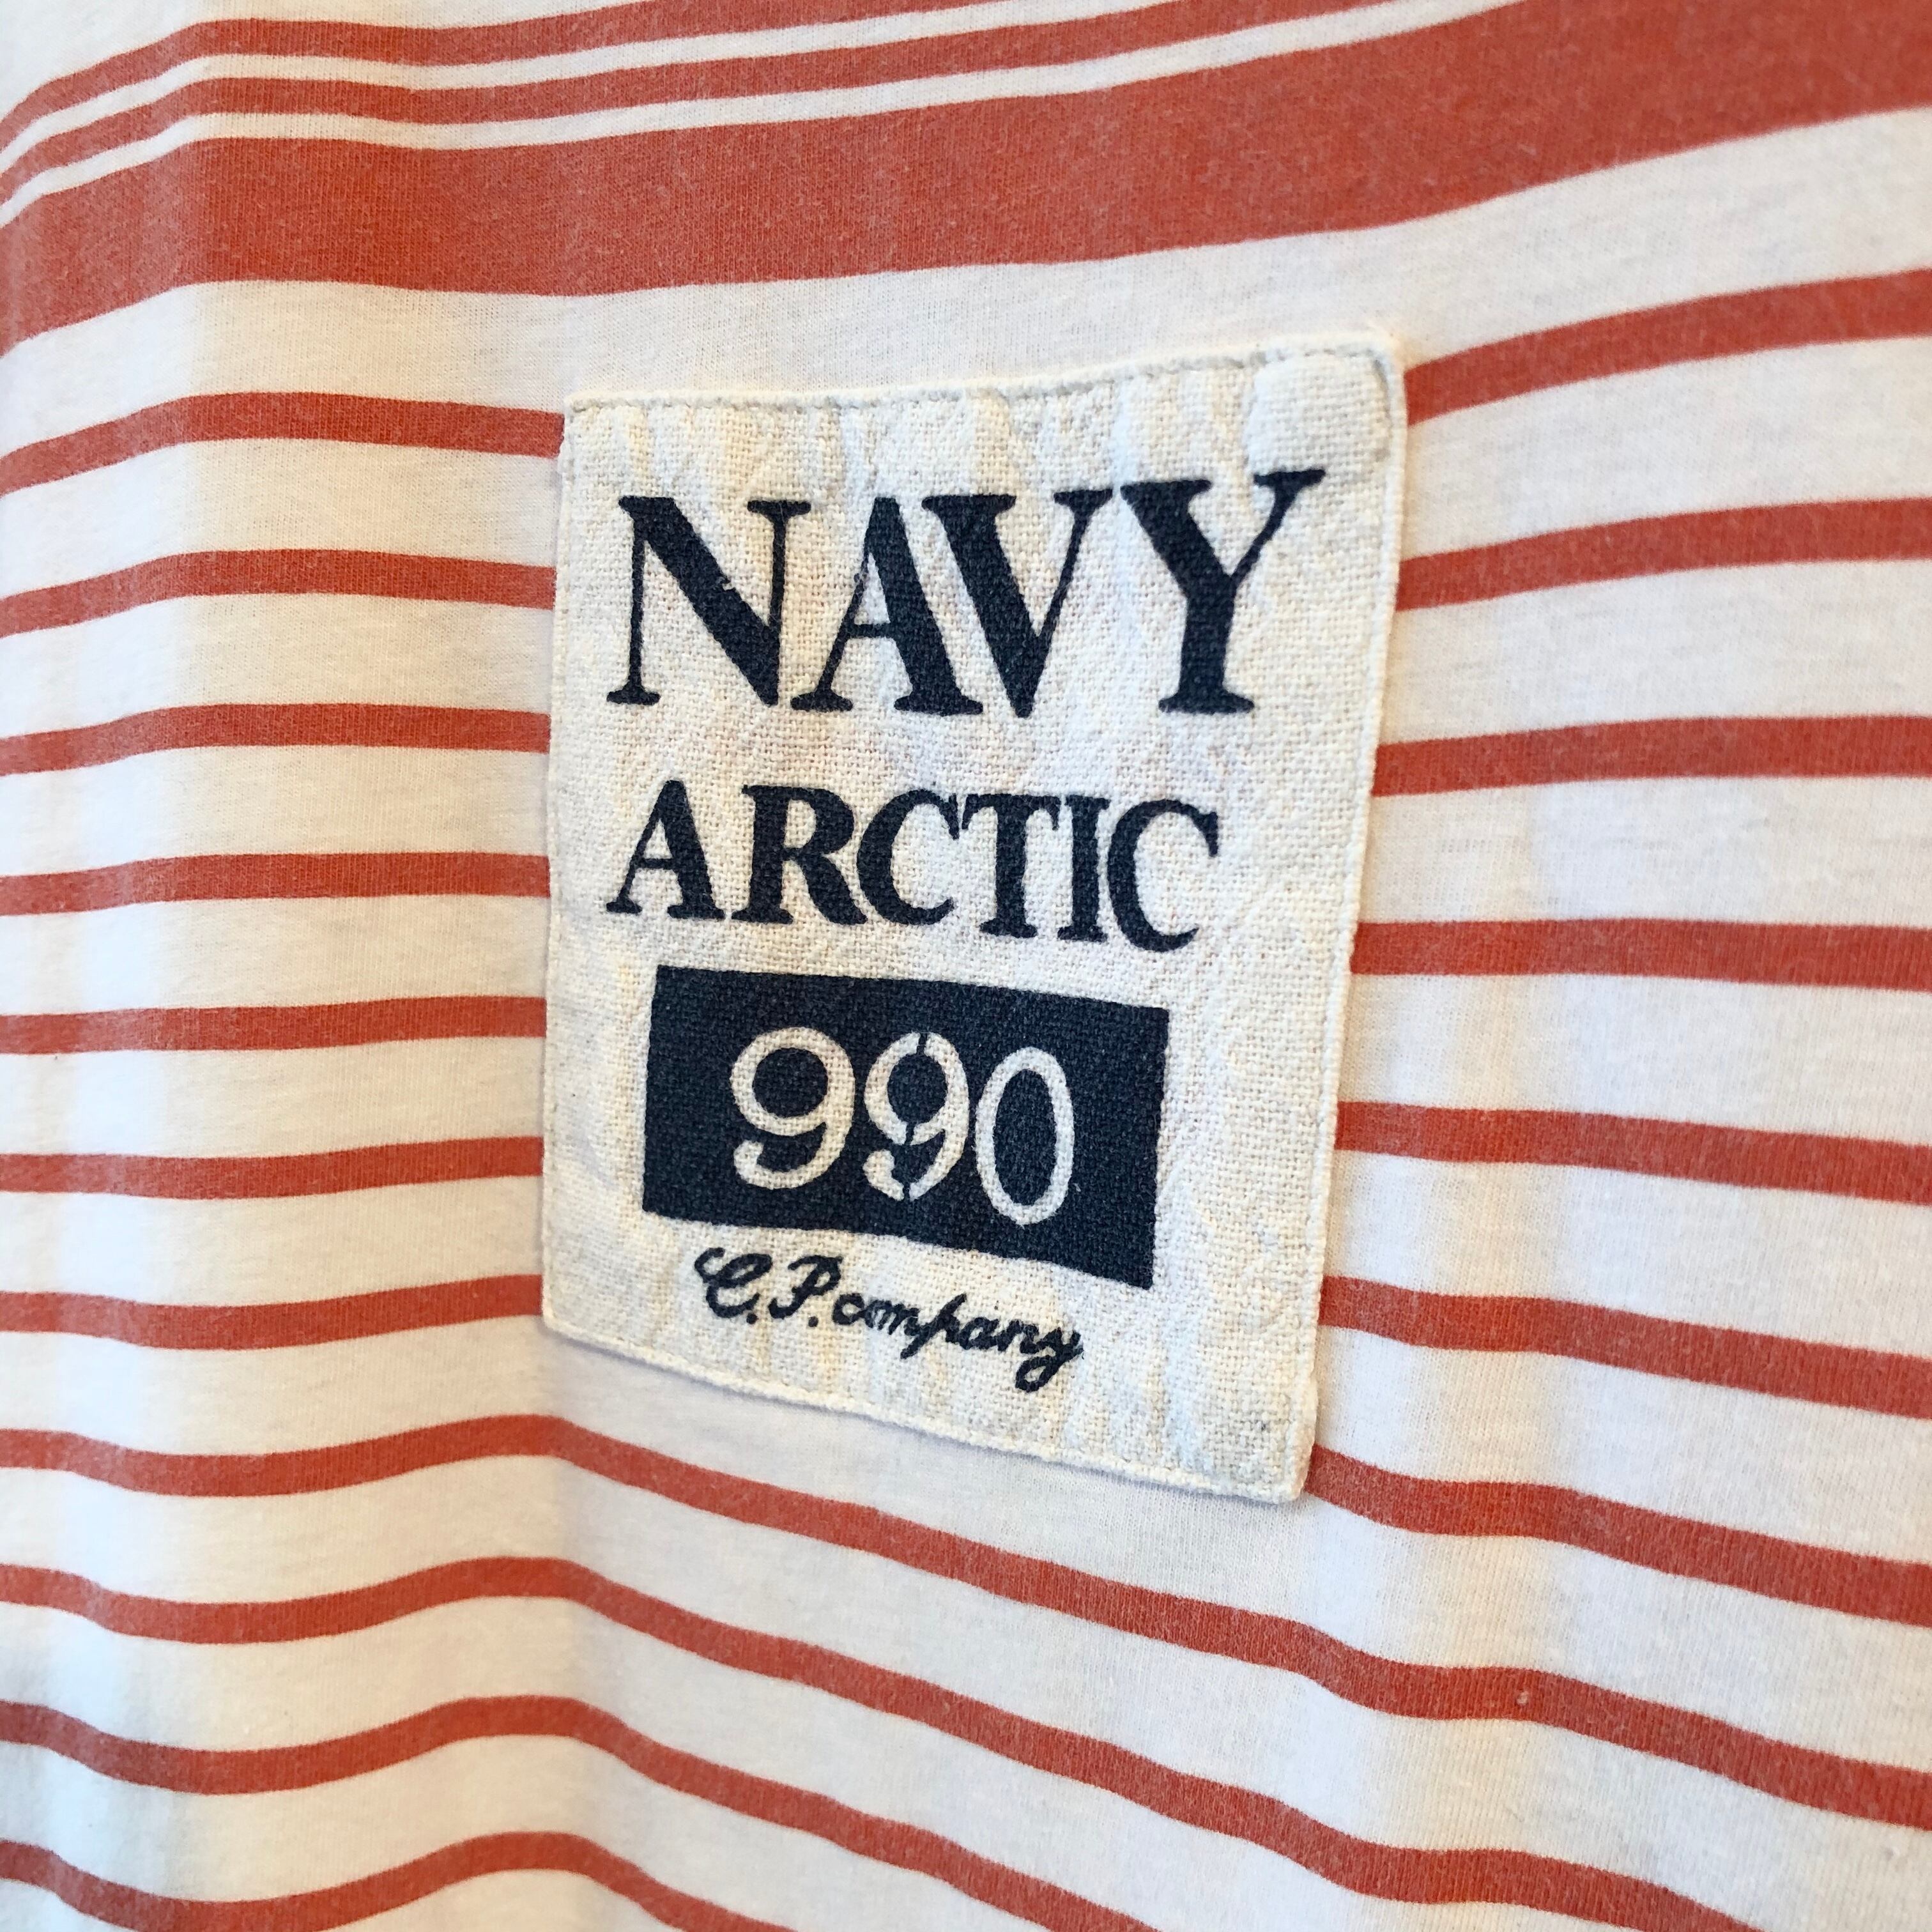 NAVY
ARCTIC
990
C.P. company